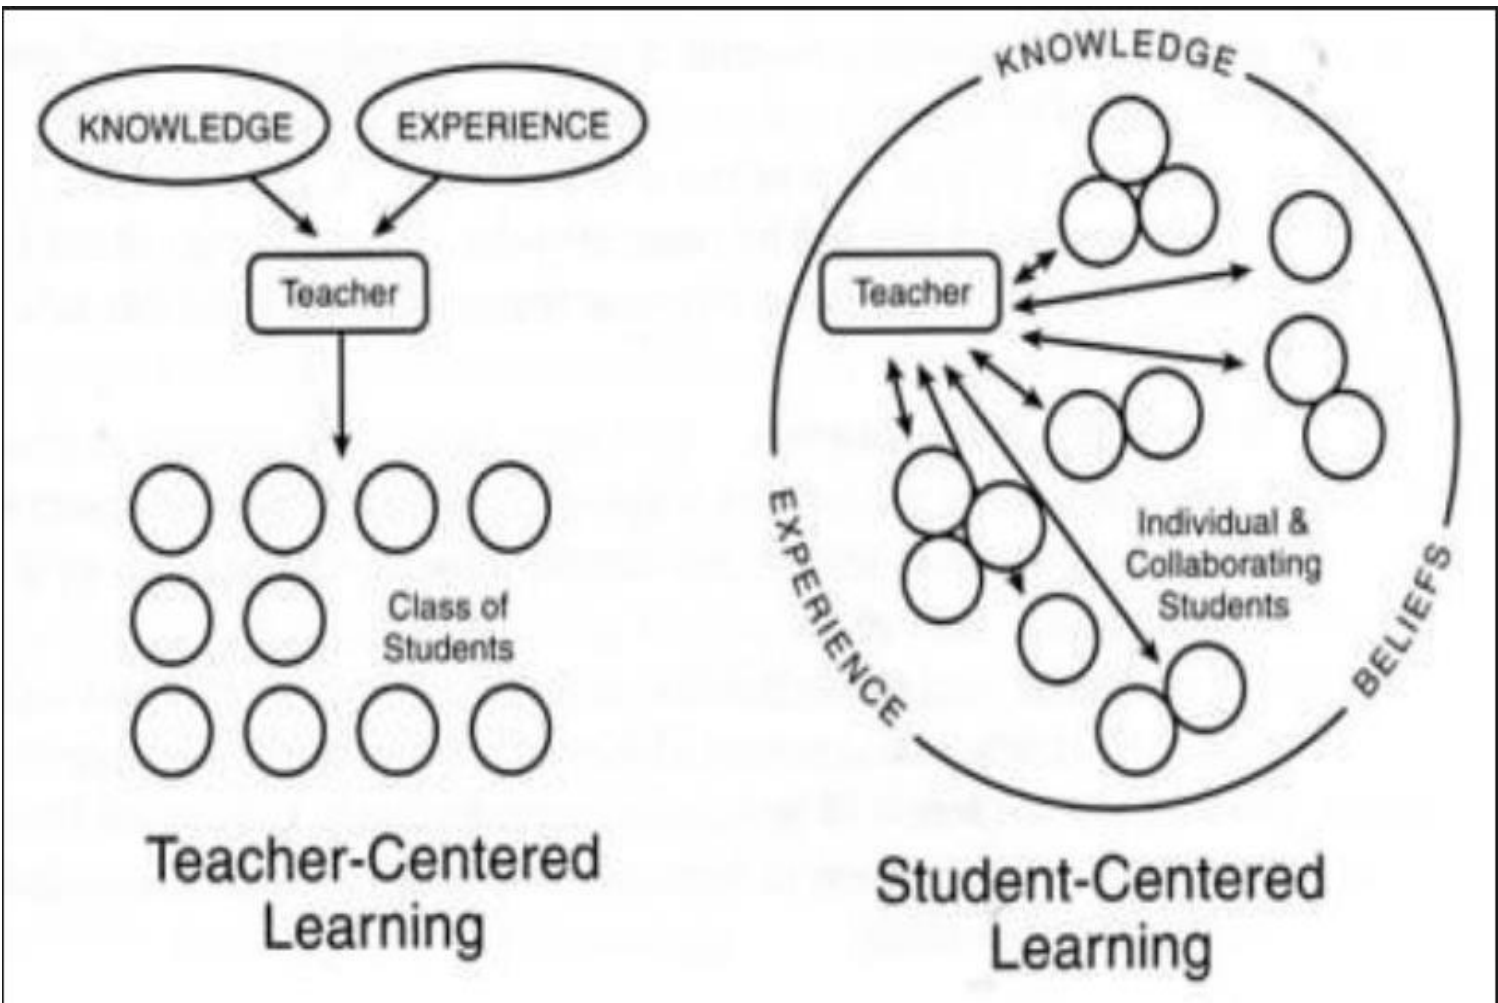 KNOWLEDGE
EXPERIENCE
Teacher
Class of
Students
Teacher-Centered
Learning
KNOWLEDGE
Teacher
Individual &
Collaborating
Students
EXPERIENCE
BELIEFS
Student-Centered
Learning